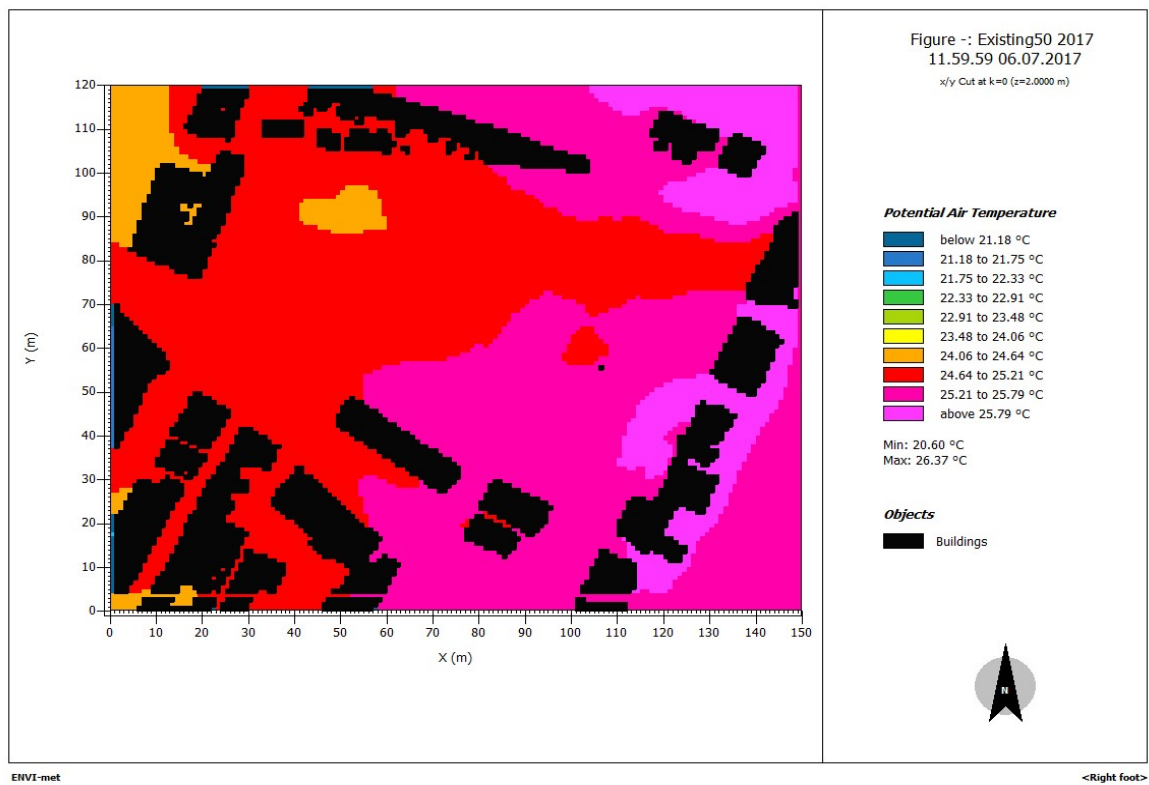 Figure -: Existing50 2017
11.59.59 06.07.2017
x/y Cut at k=0 (z=2.0000 m)
120
110
100
90
80
70
60
50
40
30
20
10
0
Y (m)
0 10 20 30 40 50 60 70 80 90 100 110 120 130 140 150
X (m)
Potential Air Temperature
below 21.18 °C
21.18 to 21.75 °C
21.75 to 22.33 °C
22.33 to 22.91 °C
22.91 to 23.48 °C
23.48 to 24.06 °C
24.06 to 24.64 °C
24.64 to 25.21 °C
25.21 to 25.79 °C
above 25.79 °C
Min: 20.60 °C
Max: 26.37 °C
Objects
Buildings
N
ENVI-met
<Right foot>